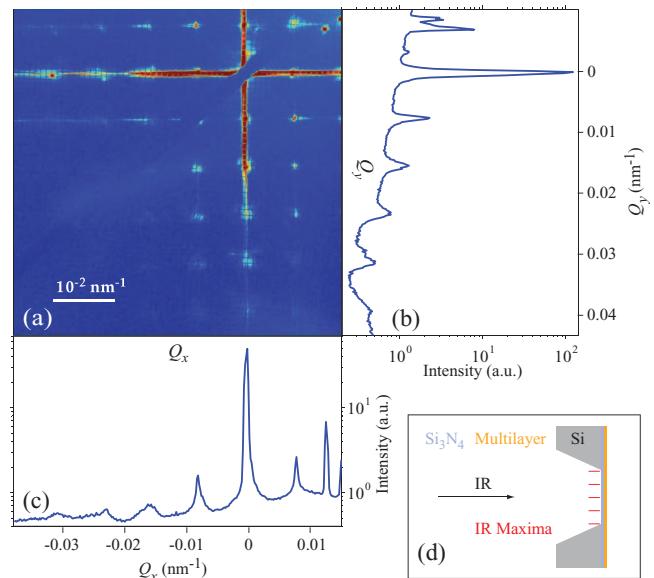 10⁻² nm⁻¹
(a)
0
0.01
0.02
0.03
0.04
Q_y
Q_y (nm⁻¹)
(b)
10⁰
10¹
10²
Intensity (a.u.)
Q_x
10¹
10⁰
Intensity (a.u.)
(c)
-0.03
-0.02
-0.01
0
0.01
Q_x (nm⁻¹)
Si₃N₄ Multilayer Si
IR
IR Maxima
(d)